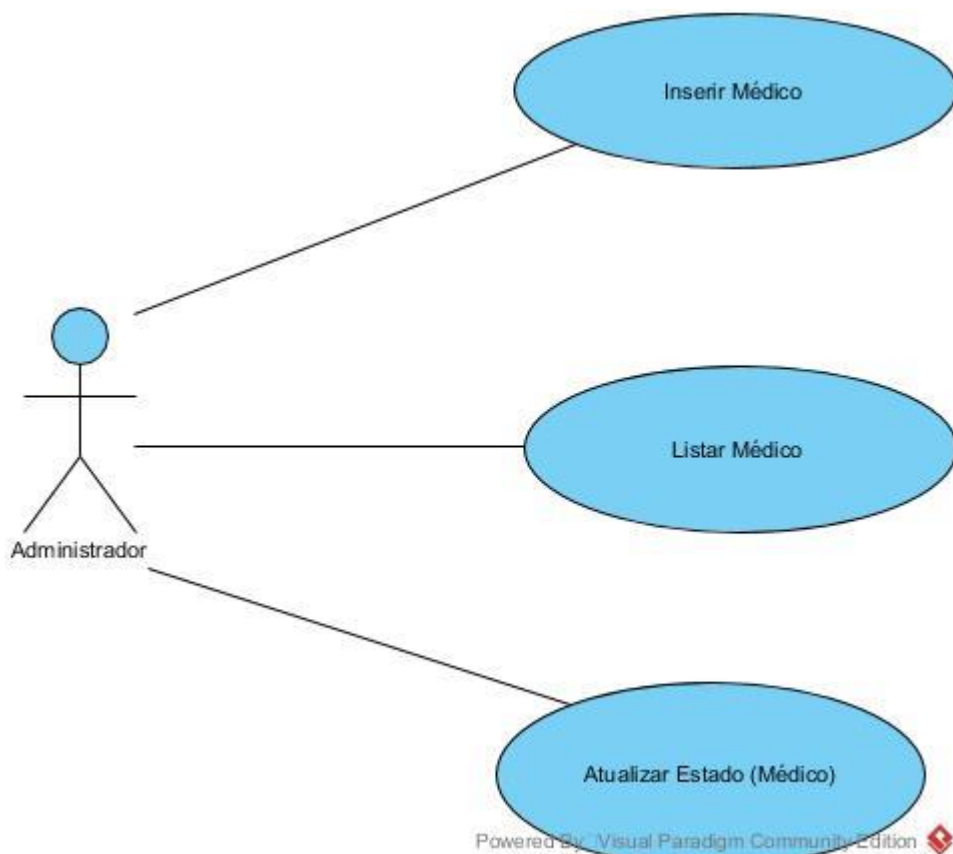 Inserir Médico
Listar Médico
Administrador
Atualizar Estado (Médico)
Powered By Visual Paradigm Community Edition